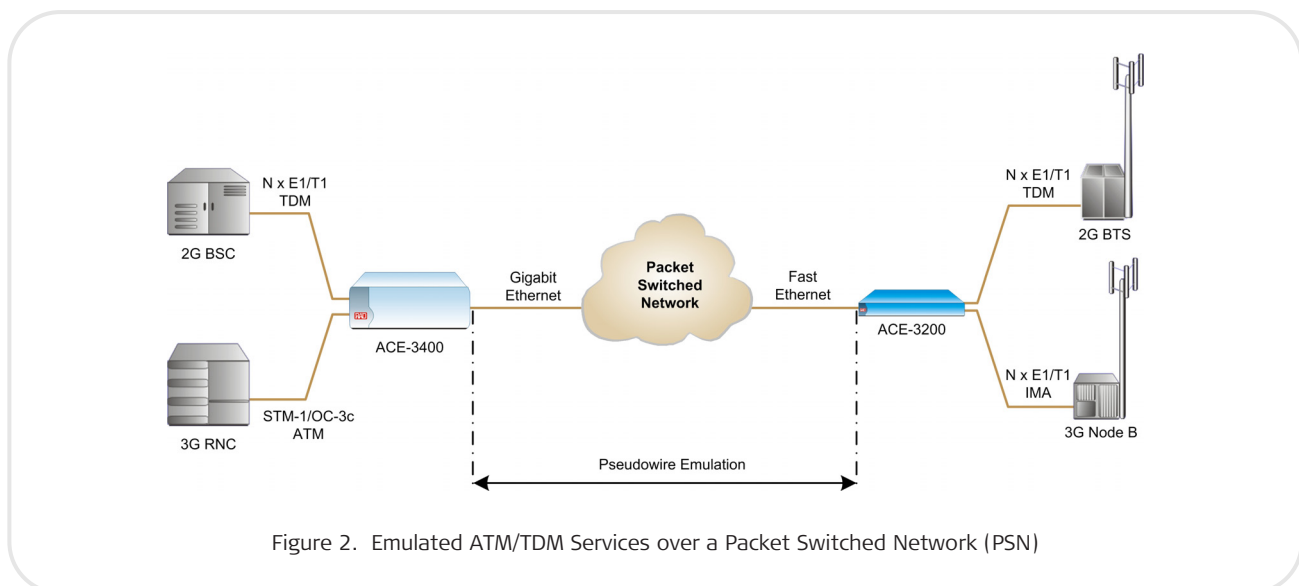 N x E1/T1
TDM
2G BSC
3G RNC
STM-1/OC-3c
ATM
RAD
ACE-3400
Gigabit
Ethernet
Packet
Switched
Network
Fast
Ethernet
ACE-3200
N x E1/T1
TDM
2G BTS
N x E1/T1
IMA
3G Node B
Pseudowire Emulation
Figure 2. Emulated ATM/TDM Services over a Packet Switched Network (PSN)